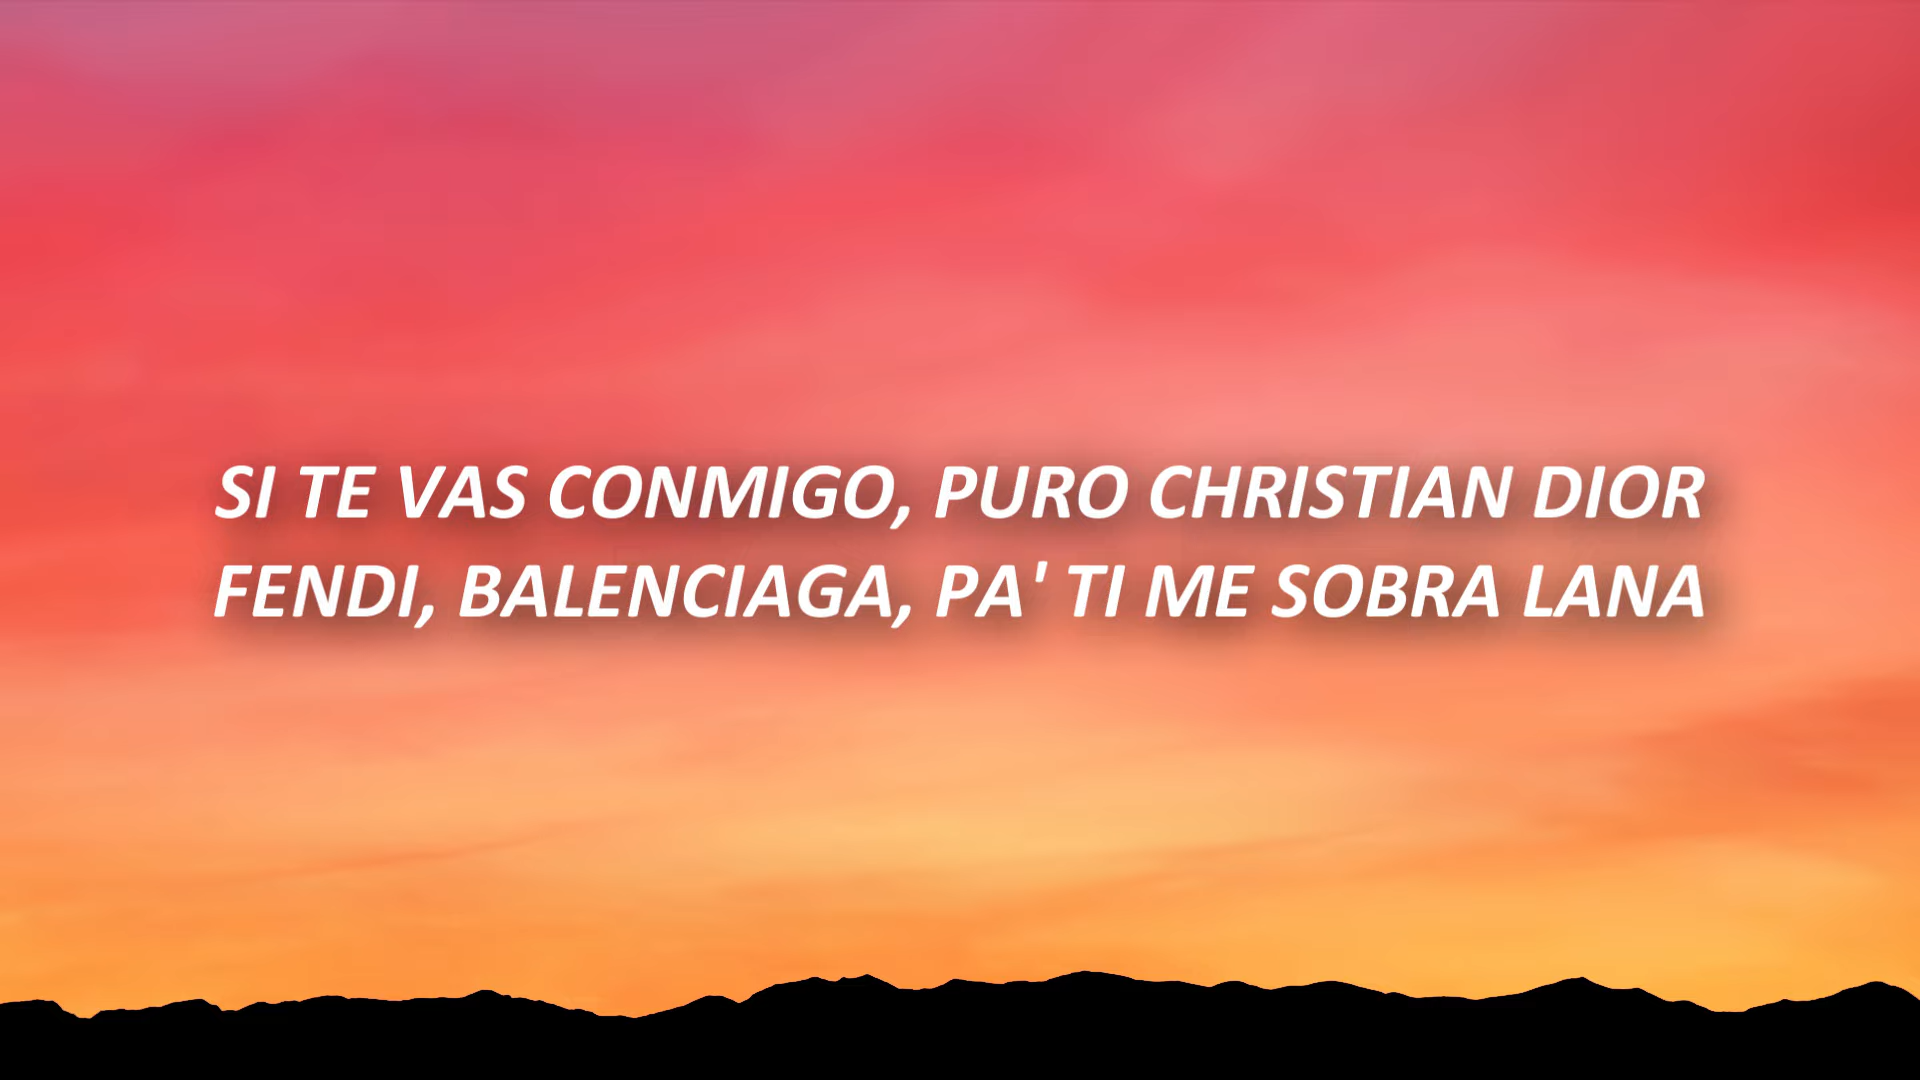 SI TE VAS CONMIGO, PURO CHRISTIAN DIOR
FENDI, BALENCIAGA, PA' TI ME SOBRA LANA